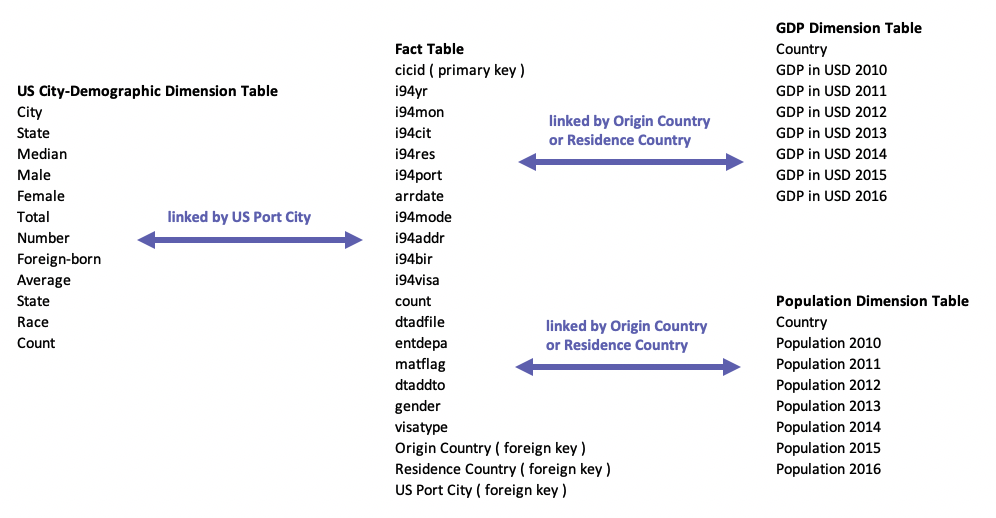 US City-Demographic Dimension Table
City
State
Median
Male
Female
Total
Number
Foreign-born
Average
State
Race
Count
linked by US Port City
Fact Table
cicid ( primary key )
i94yr
i94mon
i94cit
i94res
i94port
arrdate
i94mode
i94addr
i94bir
i94visa
count
dtadfile
entdepa
matflag
dtaddto
gender
visatype
Origin Country ( foreign key )
Residence Country ( foreign key )
US Port City ( foreign key )
linked by Origin Country
or Residence Country
GDP Dimension Table
Country
GDP in USD 2010
GDP in USD 2011
GDP in USD 2012
GDP in USD 2013
GDP in USD 2014
GDP in USD 2015
GDP in USD 2016
linked by Origin Country
or Residence Country
Population Dimension Table
Country
Population 2010
Population 2011
Population 2012
Population 2013
Population 2014
Population 2015
Population 2016